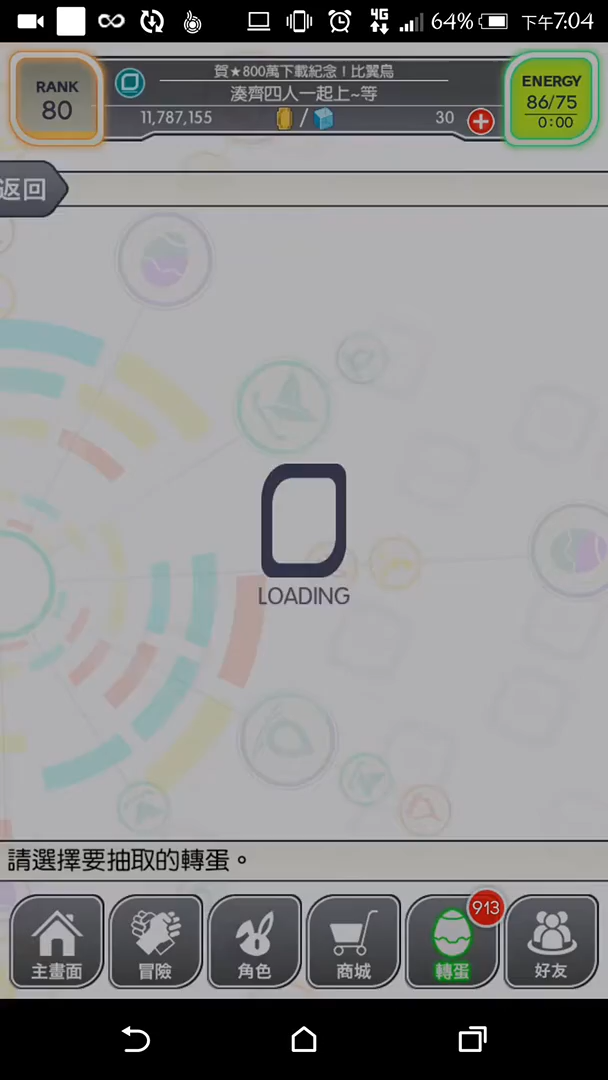 4G
64%
下午7:04
RANK
80
賀★800萬下載紀念！比翼鳥
湊齊四人一起上~等
11,787,155
/
30
ENERGY
86/75
0:00
返回
LOADING
請選擇要抽取的轉蛋。
913
主畫面
冒險
角色
商城
轉蛋
好友